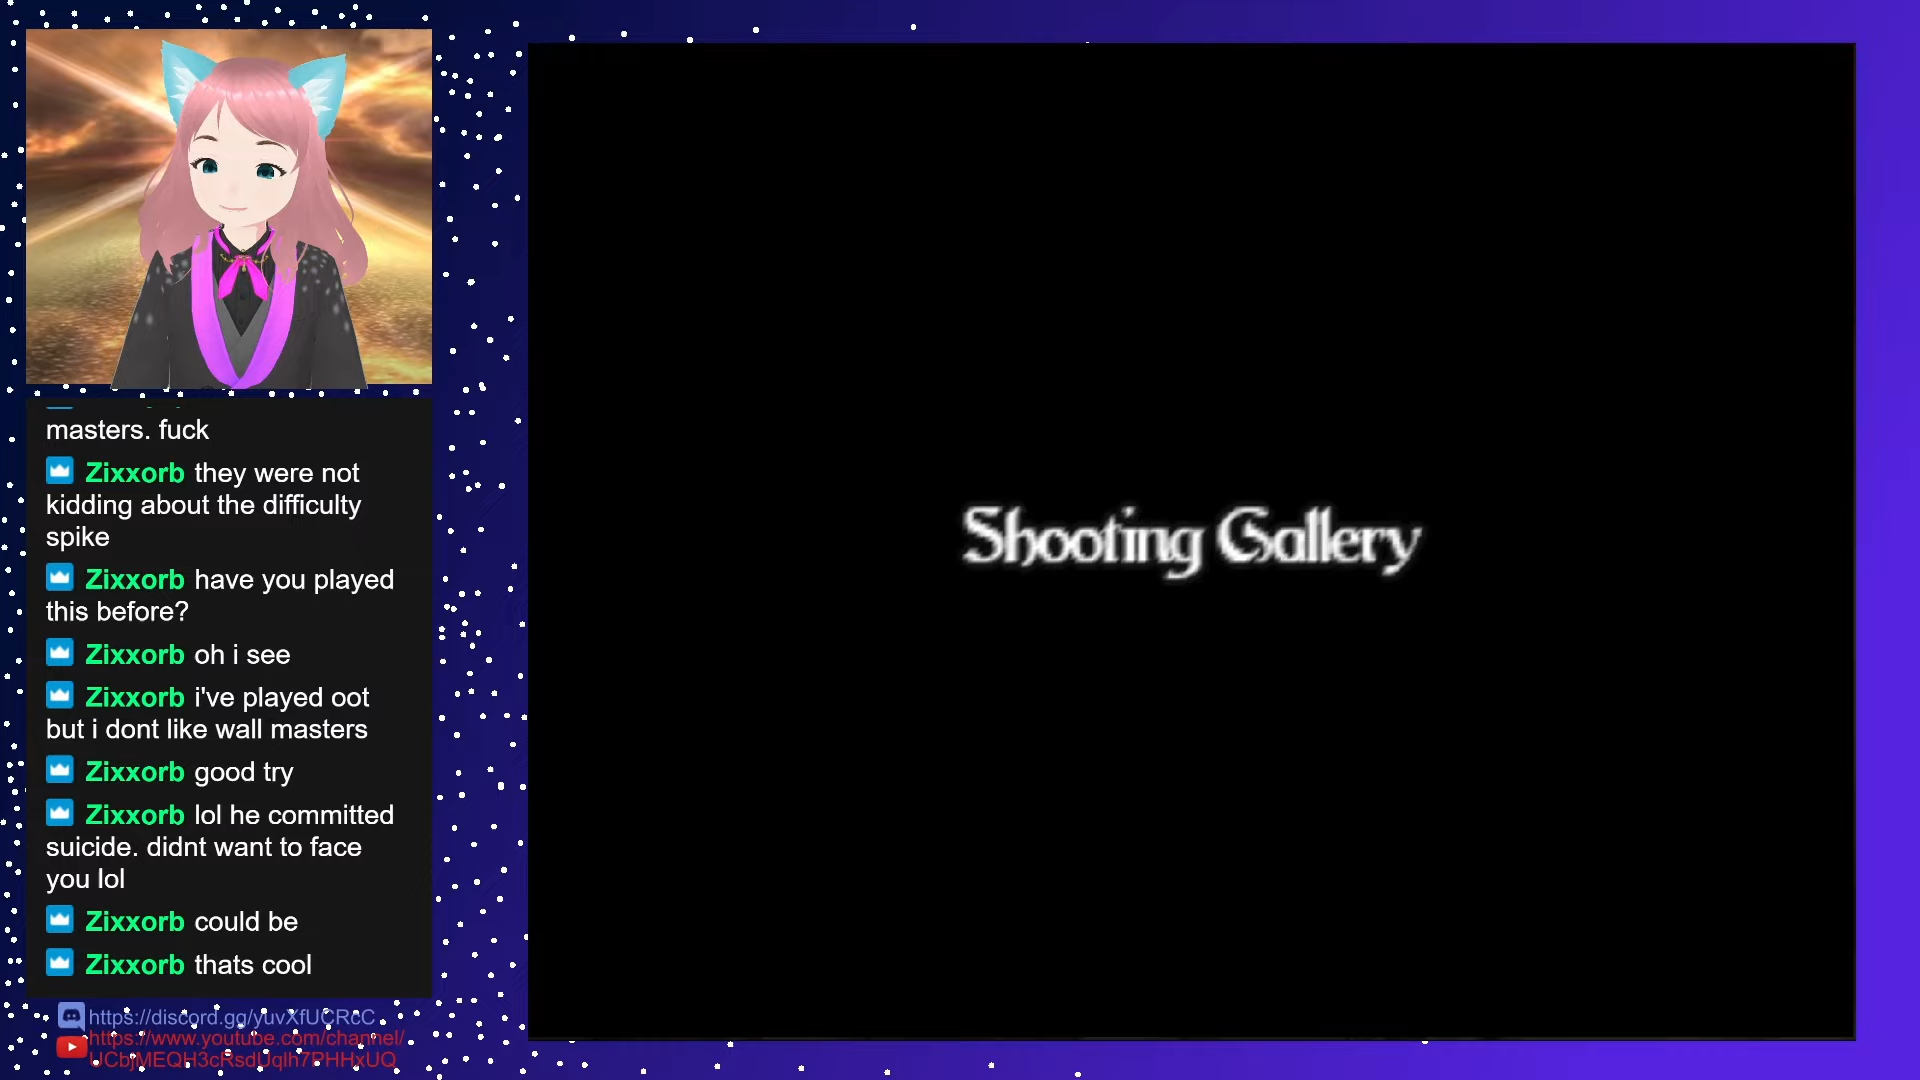 masters. fuck
Zixxorb they were not
kidding about the difficulty
spike
Zixxorb have you played
this before?
Zixxorb oh i see
Zixxorb i've played oot
but i dont like wall masters
Zixxorb good try
Zixxorb lol he committed
suicide. didnt want to face
you lol
Zixxorb could be
Zixxorb thats cool
https://discord.gg/yuvXfUCRcC
https://www.youtube.com/channel/
UCbjMEQH3cRsdUqlh7PHHxUQ
Shooting Gallery